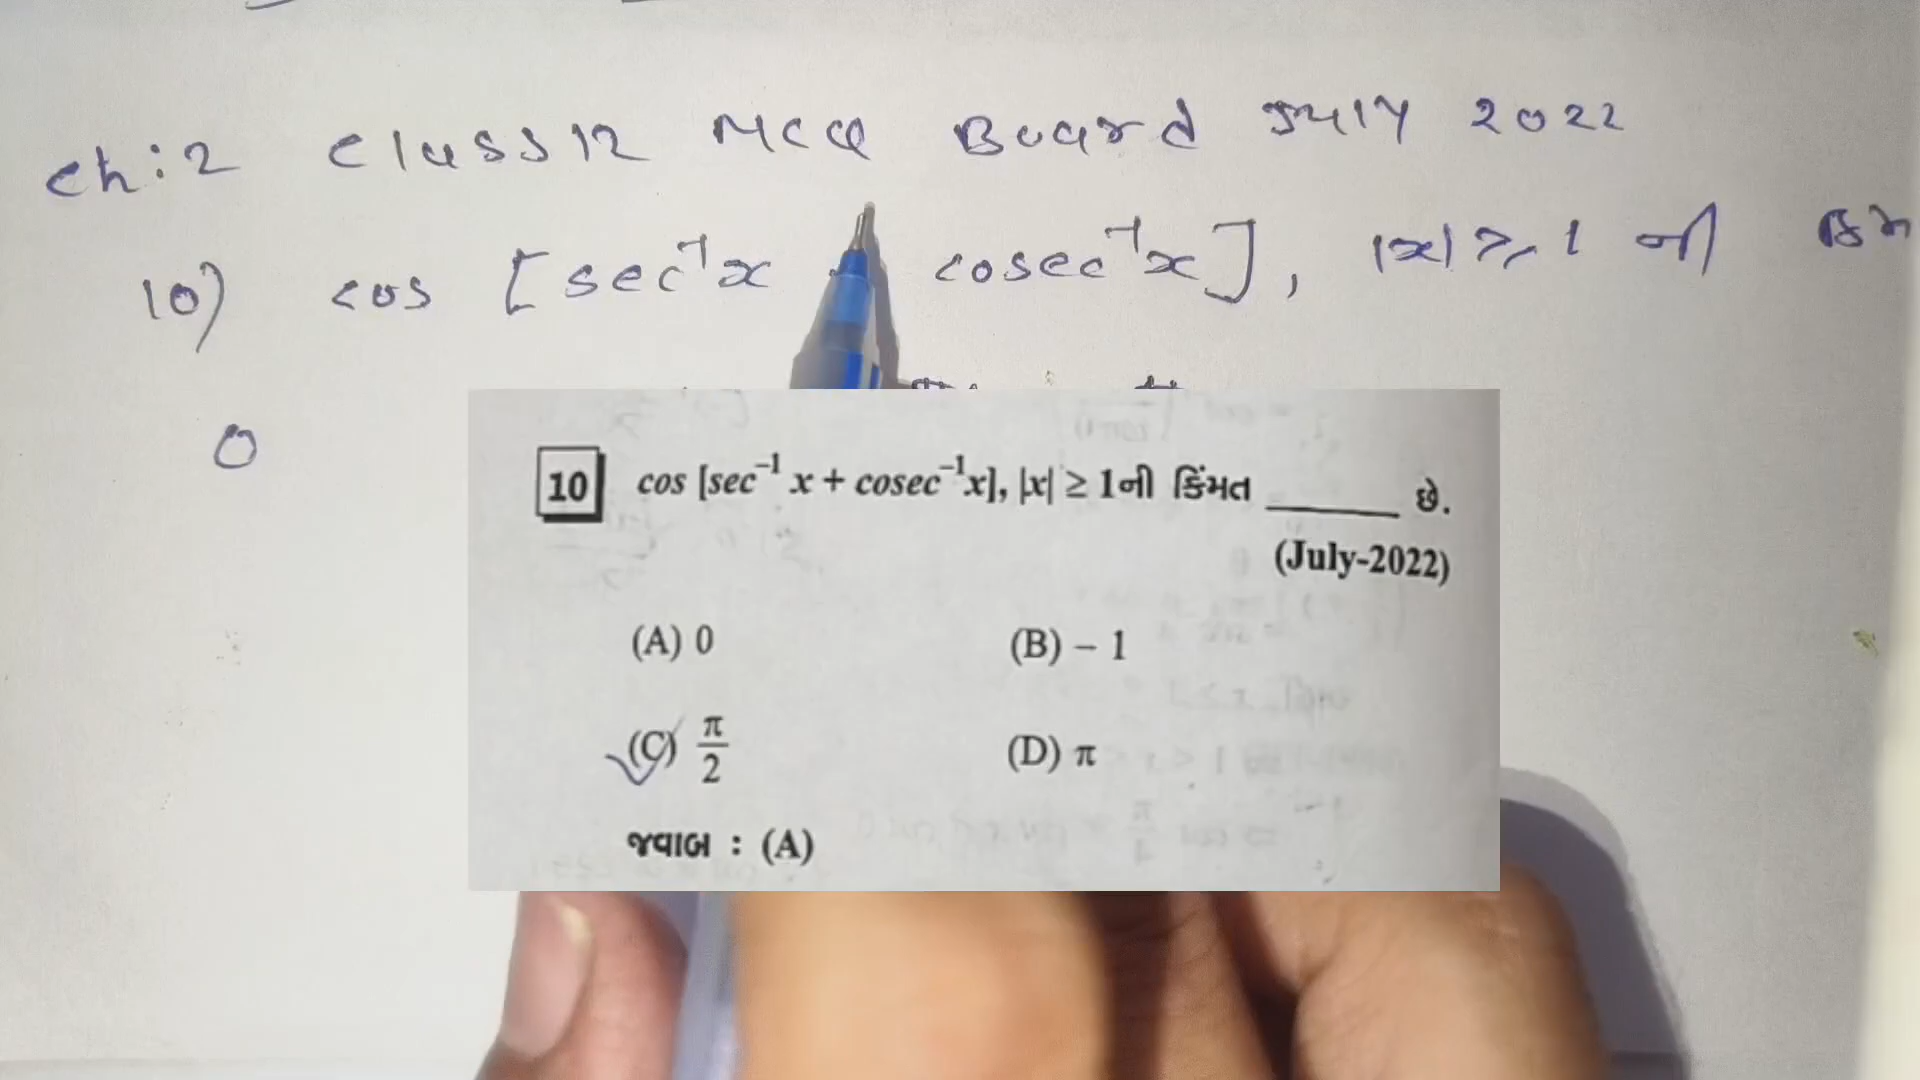 ch:2 class 12 MCQ Board July 2022
10) cos [sec⁻¹x cosec⁻¹x], |x| ≥ 1 ની કિંમ
0
10 cos [sec⁻¹ x + cosec⁻¹x], |x| ≥ 1ની કિંમત ______ છે.
(July-2022)
(A) 0 (B) – 1
(C) π/2 (D) π
જવાબ : (A)